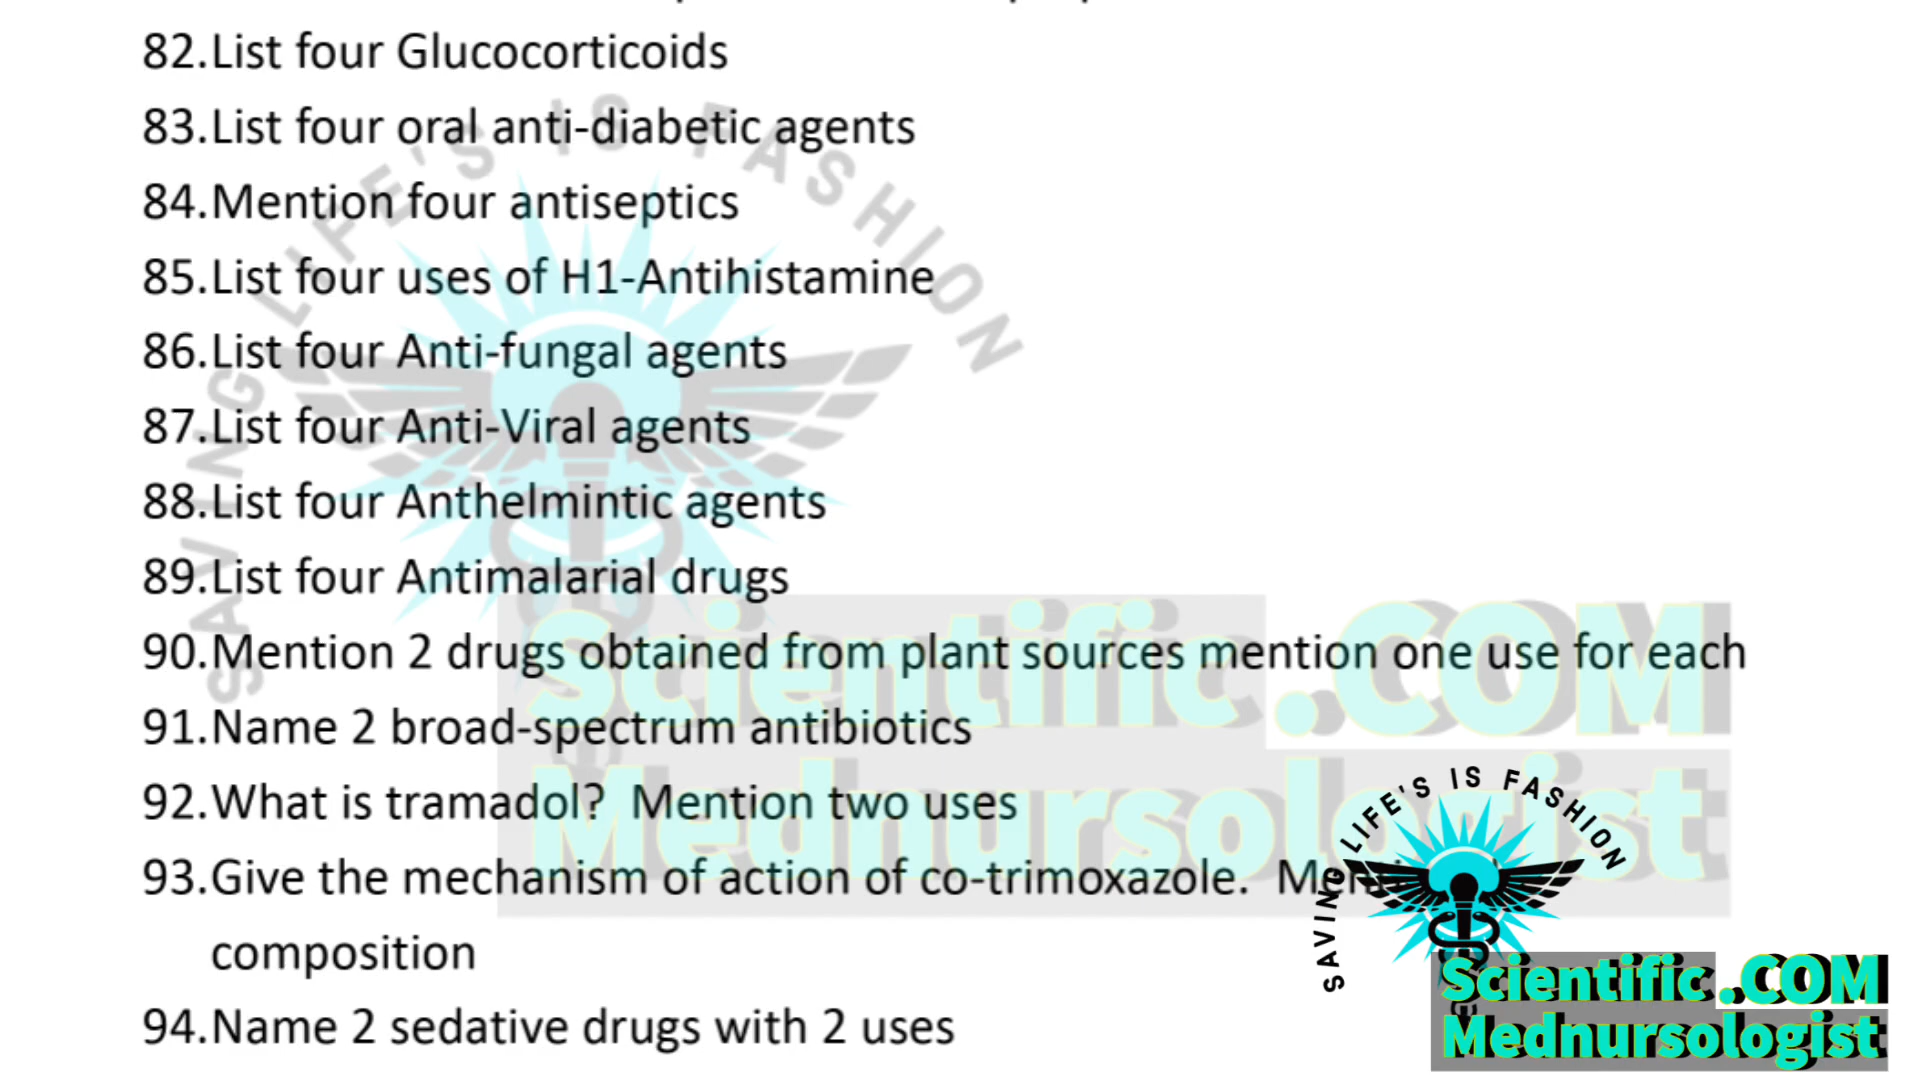 82.List four Glucocorticoids
83.List four oral anti-diabetic agents
84.Mention four antiseptics
85.List four uses of H1-Antihistamine
86.List four Anti-fungal agents
87.List four Anti-Viral agents
88.List four Anthelmintic agents
89.List four Antimalarial drugs
90.Mention 2 drugs obtained from plant sources mention one use for each
91.Name 2 broad-spectrum antibiotics
92.What is tramadol?  Mention two uses
93.Give the mechanism of action of co-trimoxazole.
composition
94.Name 2 sedative drugs with 2 uses
SAVING LIFE'S IS FASHION
Scientific.COM
Mednursologist
SAVING LIFE'S IS FASHION
Scientific.COM
Mednursologist